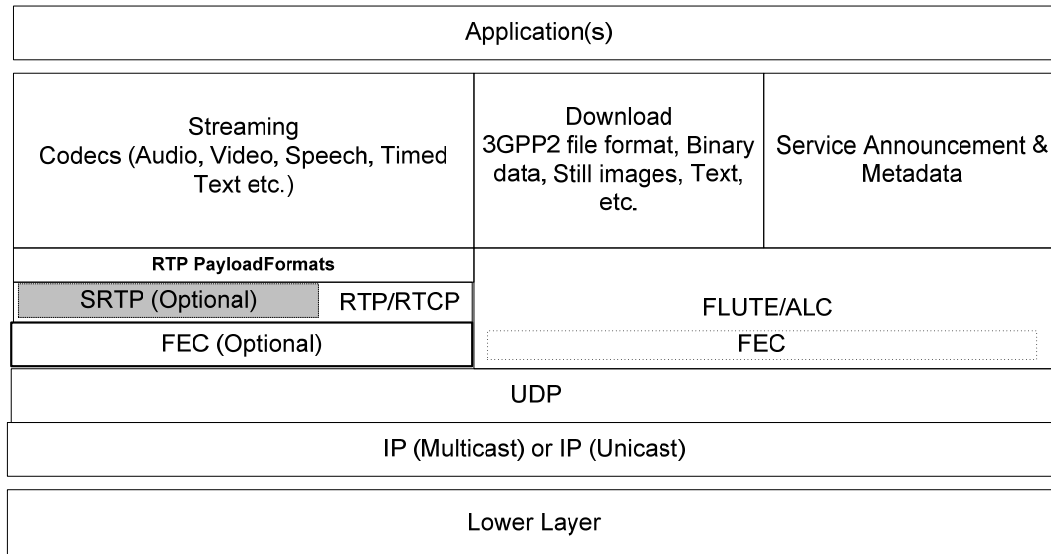 Application(s)
Streaming
Codecs (Audio, Video, Speech, Timed
Text etc.)
Download
3GPP2 file format, Binary
data, Still images, Text,
etc.
Service Announcement &
Metadata
RTP PayloadFormats
SRTP (Optional)
RTP/RTCP
FEC (Optional)
FLUTE/ALC
FEC
UDP
IP (Multicast) or IP (Unicast)
Lower Layer